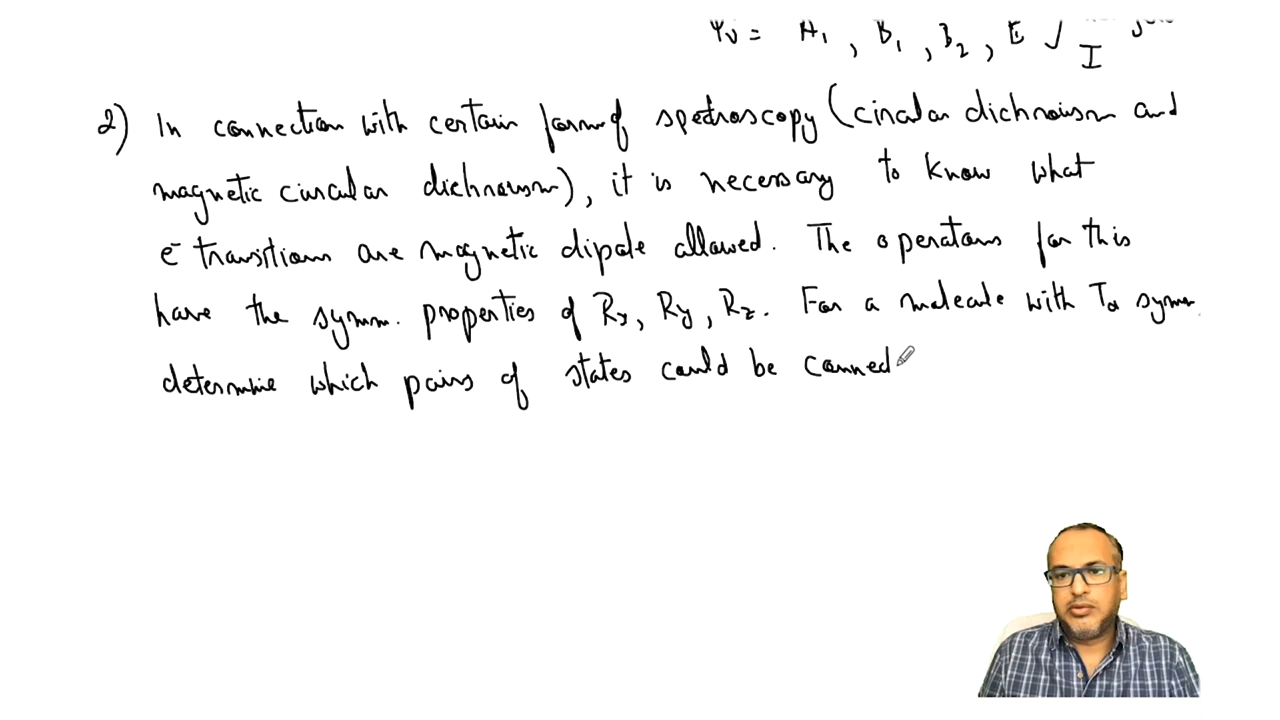 Ψv = A₁, B₁, B₂, E √ I
2) In connection with certain form of spectroscopy (circular dichroism and
magnetic circular dichroism), it is necessary to know what
e⁻ transitions are magnetic dipole allowed. The operators for this
have the symm. properties of Rx, Ry, Rz. For a molecule with Td symm
determine which pairs of states could be conned